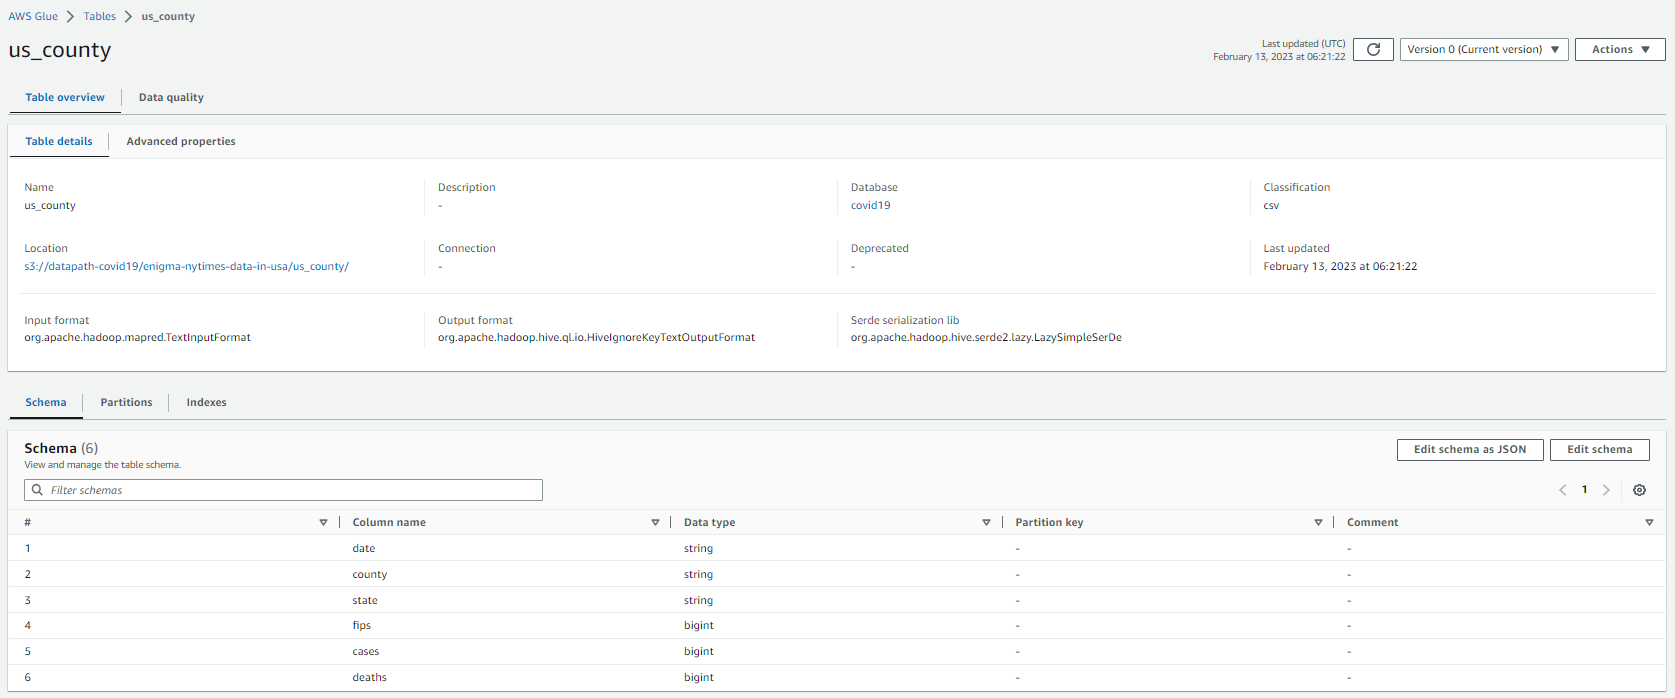 AWS Glue > Tables > us_county
us_county
Last updated (UTC)
February 13, 2023 at 06:21:22
Version 0 (Current version)
Actions
Table overview
Data quality
Table details
Advanced properties
Name
us_county
Description
-
Database
covid19
Classification
csv
Location
s3://datapath-covid19/enigma-nytimes-data-in-usa/us_county/
Connection
-
Deprecated
-
Last updated
February 13, 2023 at 06:21:22
Input format
org.apache.hadoop.mapred.TextInputFormat
Output format
org.apache.hadoop.hive.ql.io.HiveIgnoreKeyTextOutputFormat
Serde serialization lib
org.apache.hadoop.hive.serde2.lazy.LazySimpleSerDe
Schema
Partitions
Indexes
Schema (6)
View and manage the table schema.
Edit schema as JSON
Edit schema
Filter schemas
1
# Column name Data type Partition key Comment
1 date string - -
2 county string - -
3 state string - -
4 fips bigint - -
5 cases bigint - -
6 deaths bigint - -